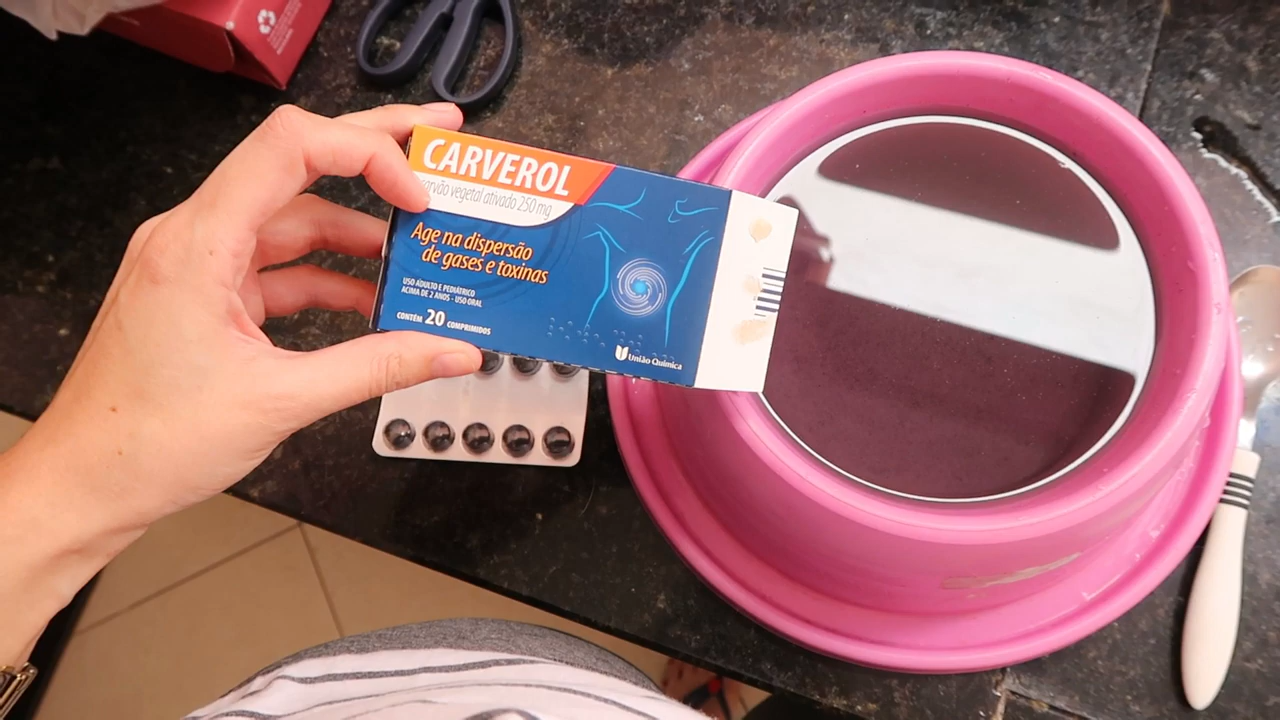 CARVEROL
carvão vegetal ativado 250 mg
Age na dispersão
de gases e toxinas
USO ADULTO E PEDIÁTRICO
ACIMA DE 2 ANOS - USO ORAL
CONTÉM 20 COMPRIMIDOS
União Química